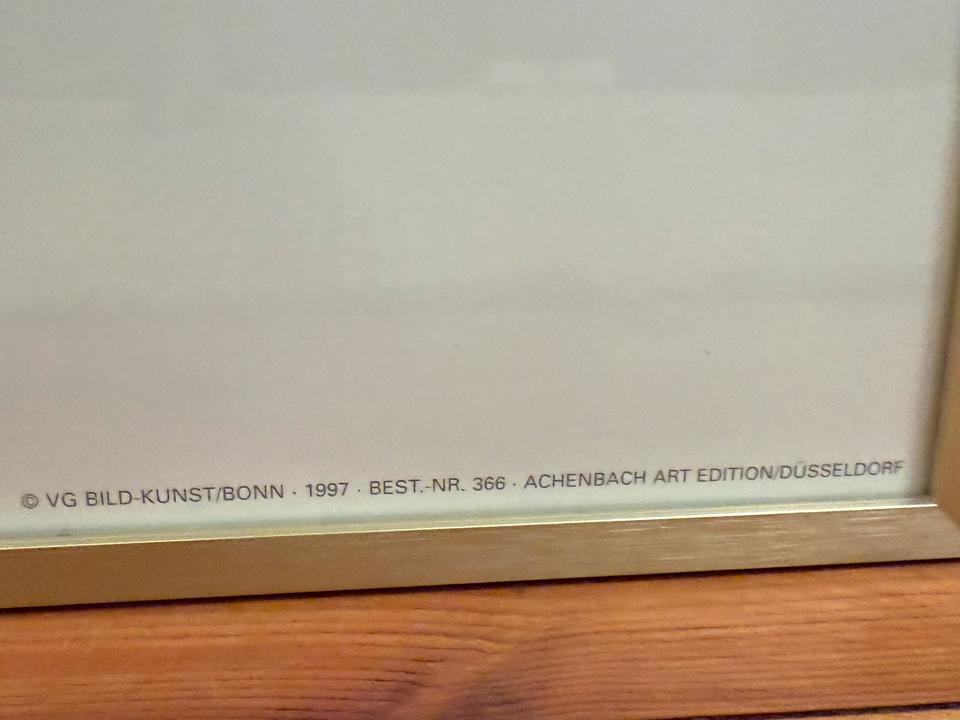 © VG BILD-KUNST/BONN · 1997 · BEST.-NR. 366 · ACHENBACH ART EDITION/DÜSSELDORF